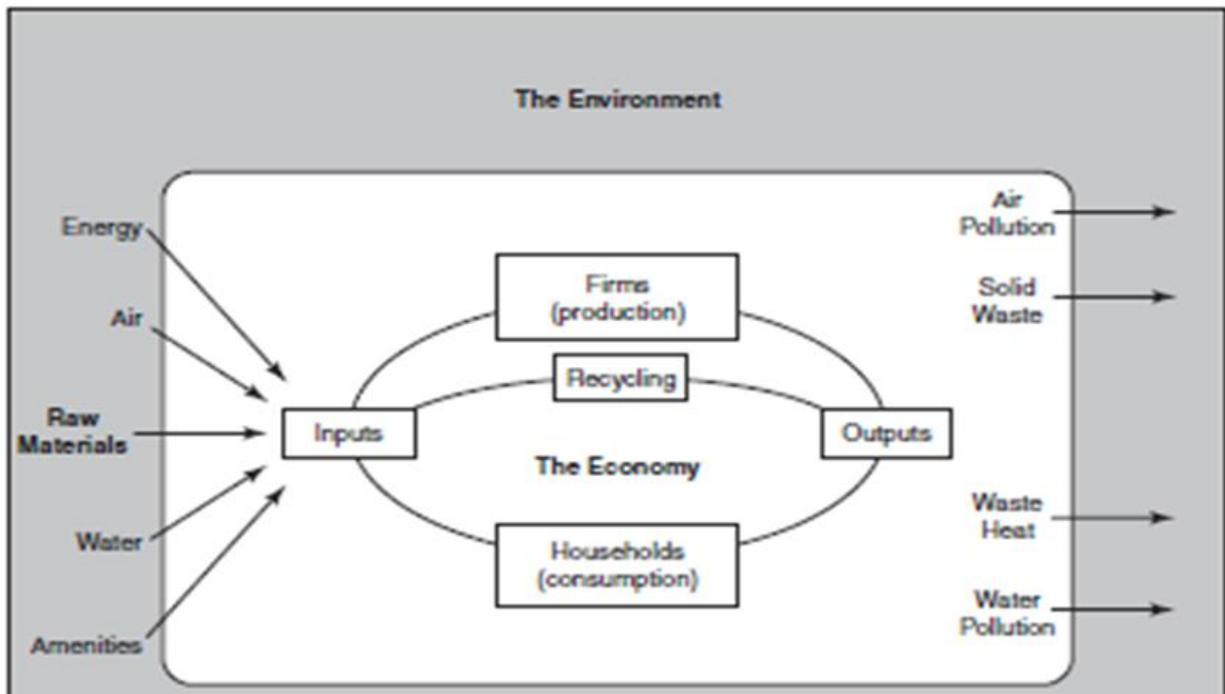 The Environment
Energy
Air
Raw
Materials
Water
Amenities
Firms
(production)
Recycling
Inputs
Outputs
The Economy
Households
(consumption)
Air
Pollution
Solid
Waste
Waste
Heat
Water
Pollution